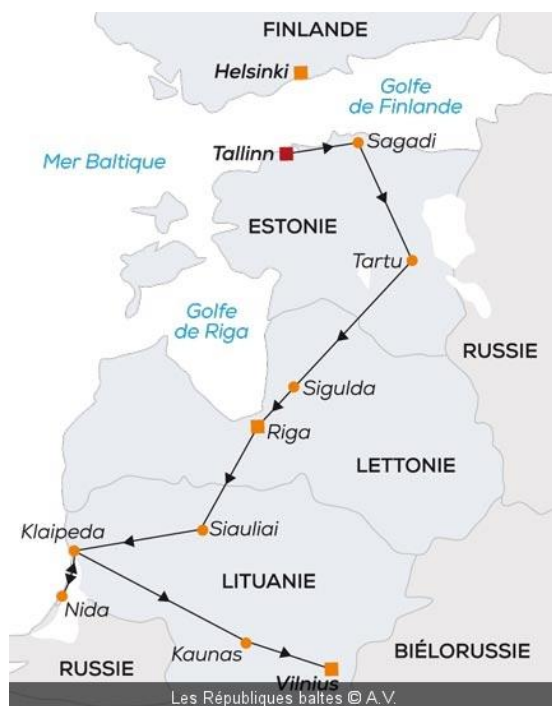 FINLANDE
Helsinki
Golfe
de Finlande
Sagadi
Tallinn
Mer Baltique
ESTONIE
Tartu
Golfe
de Riga
RUSSIE
Sigulda
Riga
LETTONIE
Siauliai
Klaipeda
LITUANIE
Nida
Kaunas
BIÉLORUSSIE
RUSSIE
Vilnius
Les Républiques baltes © A.V.